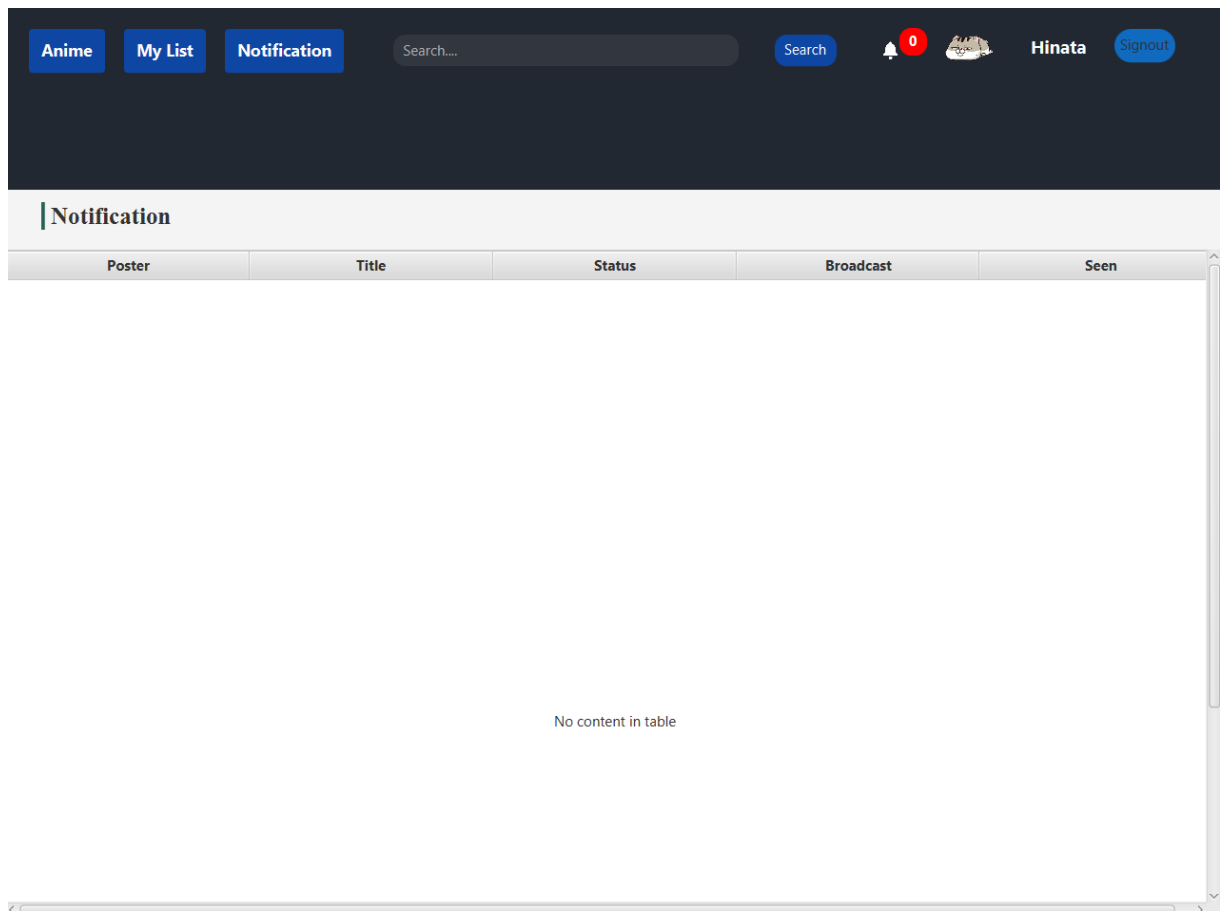 Anime My List Notification Search.... Search 0 Hinata Signout
Notification
Poster Title Status Broadcast Seen
No content in table